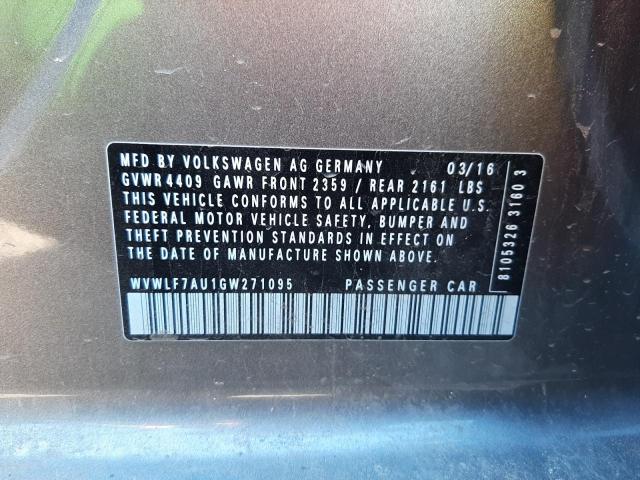 MFD BY VOLKSWAGEN AG GERMANY 03/16
GVWR 4409 GAWR FRONT 2359 / REAR 2161 LBS
THIS VEHICLE CONFORMS TO ALL APPLICABLE U.S.
FEDERAL MOTOR VEHICLE SAFETY, BUMPER AND
THEFT PREVENTION STANDARDS IN EFFECT ON
THE DATE OF MANUFACTURE SHOWN ABOVE.
WVWLF7AU1GW271095 PASSENGER CAR
8105326 3160 3